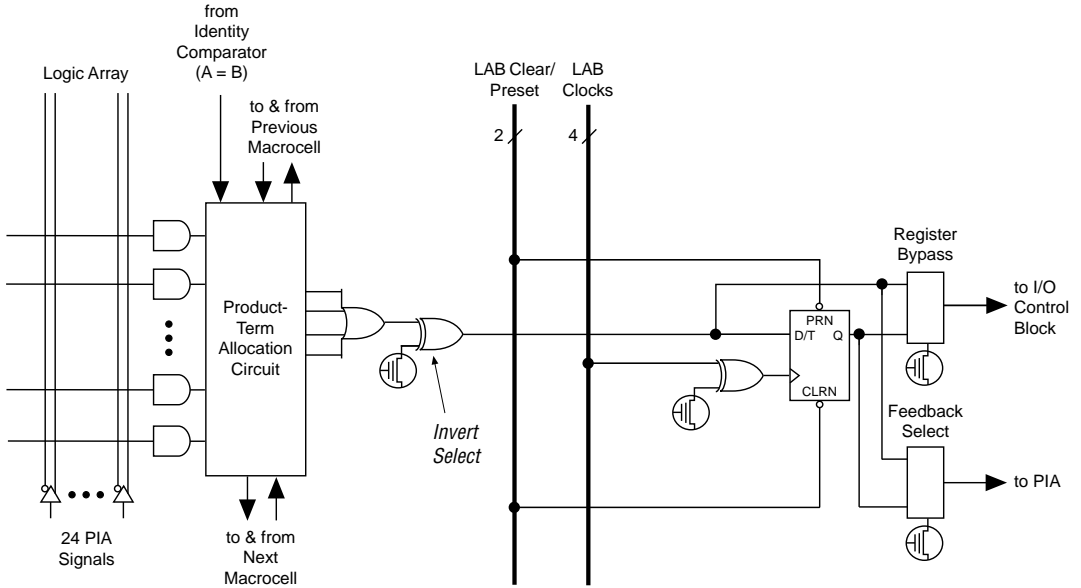 from
Identity
Comparator
(A = B)
Logic Array
to & from
Previous
Macrocell
LAB Clear/
Preset
LAB
Clocks
2
4
Register
Bypass
to I/O
Control
Block
Product-
Term
Allocation
Circuit
PRN
D/T
Q
CLRN
Invert
Select
Feedback
Select
to PIA
24 PIA
Signals
to & from
Next
Macrocell